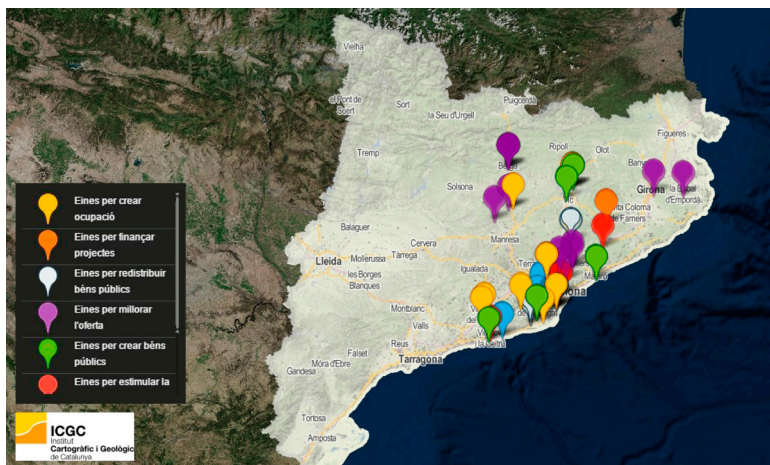 Vielha
el Pont de
Suert
Sort
la Seu d'Urgell
Puigcerdà
Figueres
Ripoll
Olot
Tremp
Berga
Solsona
Girona
la Bisbal
d'Empordà
Vic
de Farners
Balaguer
Manresa
Cervera
Lleida
Mollerussa
Tàrrega
Igualada
les Borges
Blanques
Montblanc
Valls
Reus
Tarragona
Falset
Móra d'Ebre
Gandesa
Tortosa
Amposta
Eines per crear
ocupació
Eines per finançar
projectes
Eines per redistribuir
béns públics
Eines per millorar
l'oferta
Eines per crear béns
públics
Eines per estimular la
ICGC
Institut
Cartogràfic i Geològic
de Catalunya